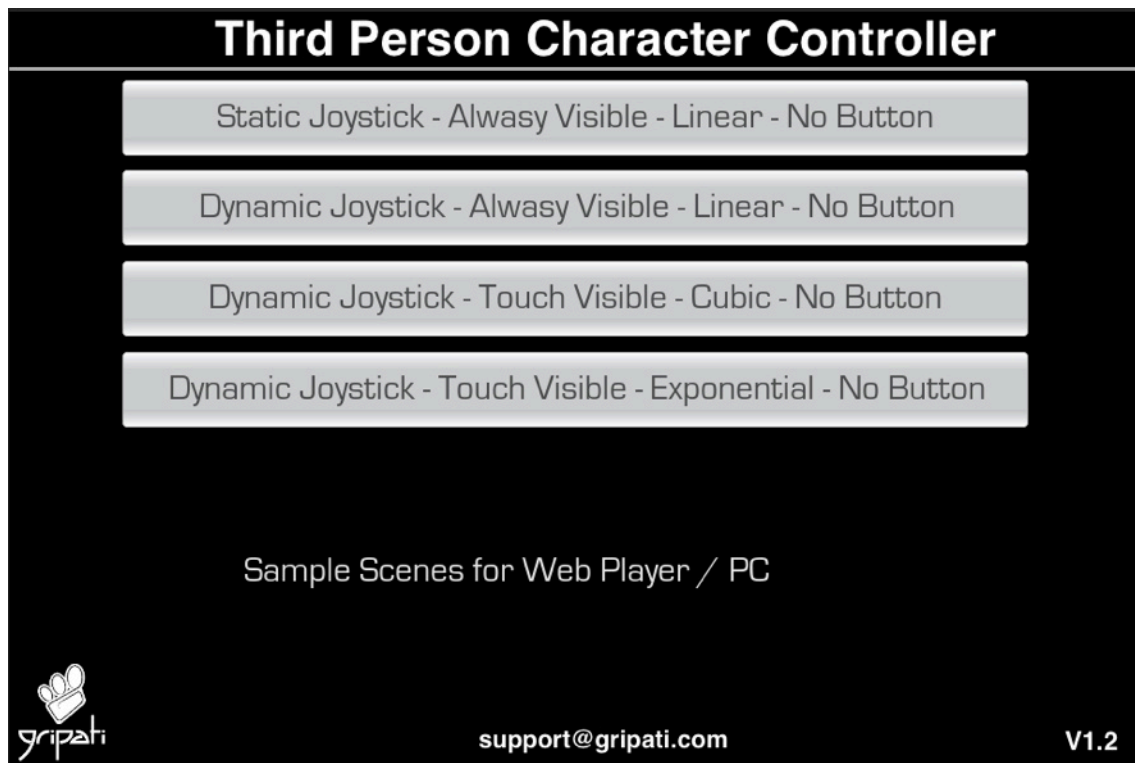 Third Person Character Controller
Static Joystick - Alwasy Visible - Linear - No Button
Dynamic Joystick - Alwasy Visible - Linear - No Button
Dynamic Joystick - Touch Visible - Cubic - No Button
Dynamic Joystick - Touch Visible - Exponential - No Button
Sample Scenes for Web Player / PC
gripati
support@gripati.com
V1.2